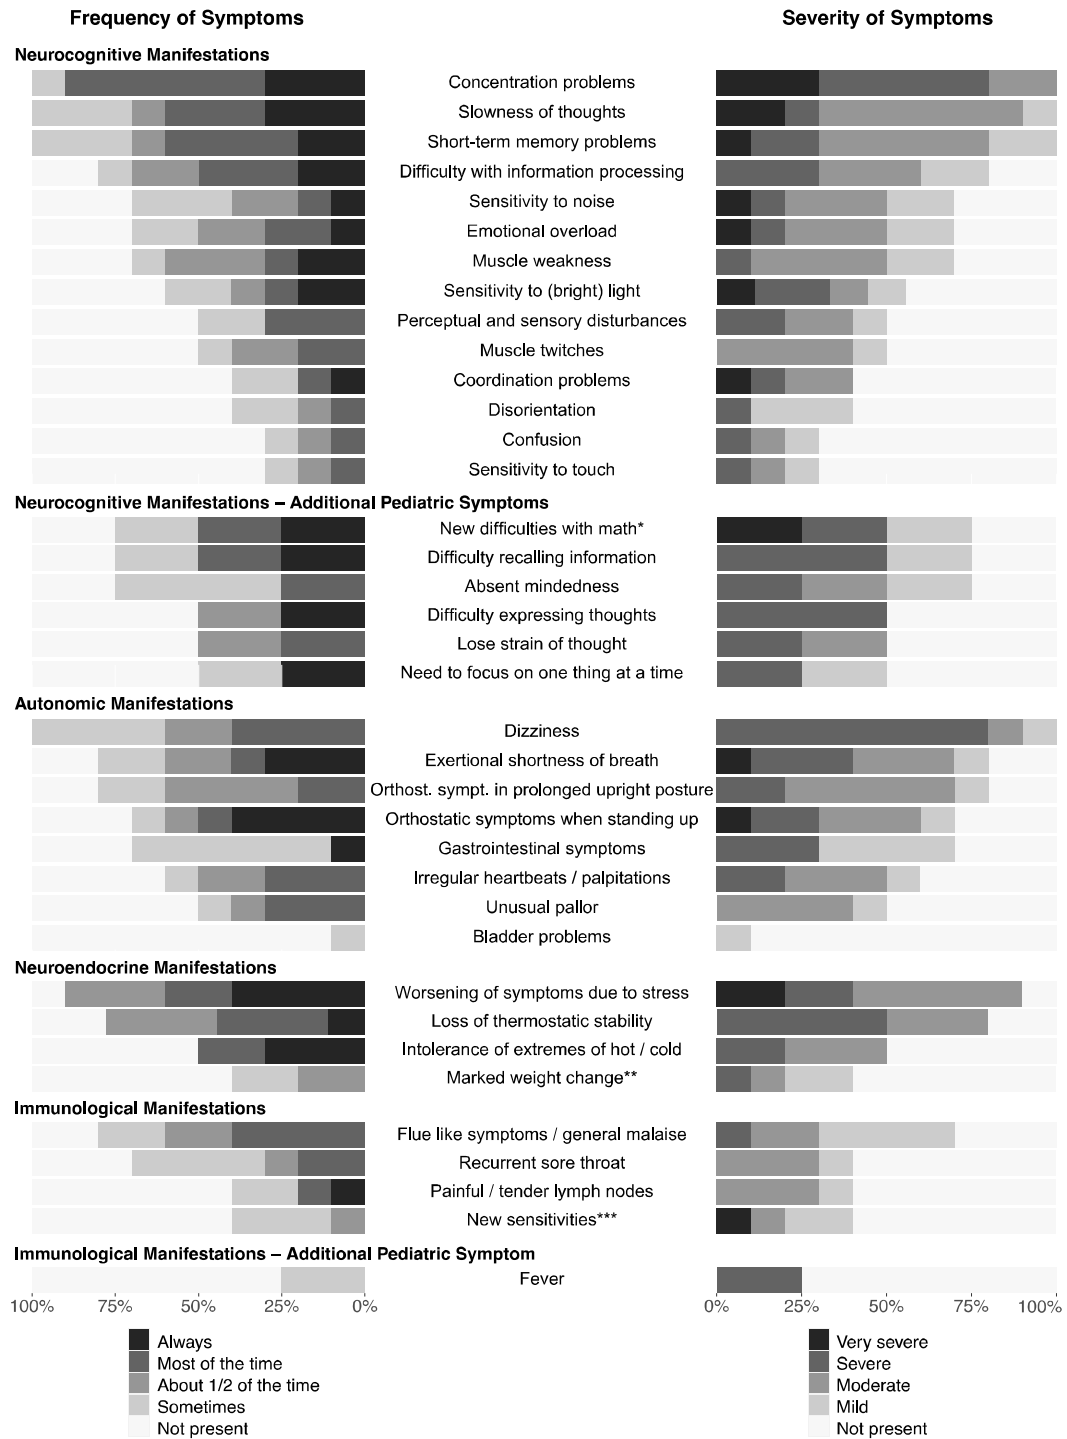 Frequency of Symptoms
Severity of Symptoms
Neurocognitive Manifestations
Concentration problems
Slowness of thoughts
Short-term memory problems
Difficulty with information processing
Sensitivity to noise
Emotional overload
Muscle weakness
Sensitivity to (bright) light
Perceptual and sensory disturbances
Muscle twitches
Coordination problems
Disorientation
Confusion
Sensitivity to touch
Neurocognitive Manifestations – Additional Pediatric Symptoms
New difficulties with math*
Difficulty recalling information
Absent mindedness
Difficulty expressing thoughts
Lose strain of thought
Need to focus on one thing at a time
Autonomic Manifestations
Dizziness
Exertional shortness of breath
Orthost. sympt. in prolonged upright posture
Orthostatic symptoms when standing up
Gastrointestinal symptoms
Irregular heartbeats / palpitations
Unusual pallor
Bladder problems
Neuroendocrine Manifestations
Worsening of symptoms due to stress
Loss of thermostatic stability
Intolerance of extremes of hot / cold
Marked weight change**
Immunological Manifestations
Flue like symptoms / general malaise
Recurrent sore throat
Painful / tender lymph nodes
New sensitivities***
Immunological Manifestations – Additional Pediatric Symptom
Fever
100% 75% 50% 25% 0%
0% 25% 50% 75% 100%
Always
Most of the time
About 1/2 of the time
Sometimes
Not present
Very severe
Severe
Moderate
Mild
Not present